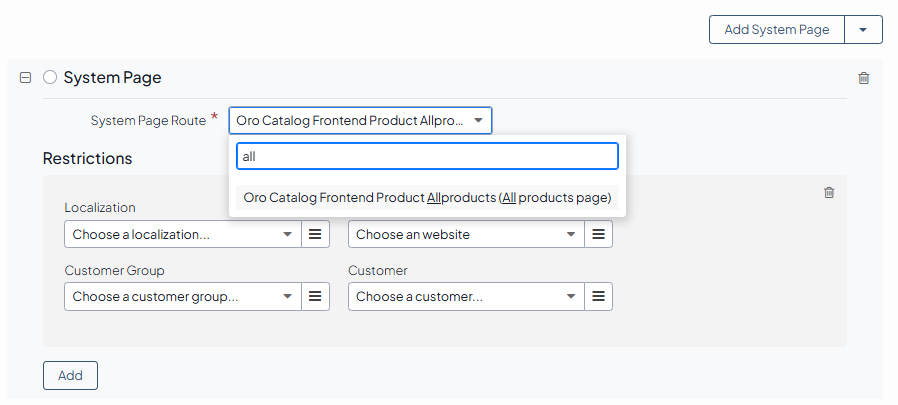 Add System Page
System Page
System Page Route *
Oro Catalog Frontend Product Allpro...
all
Oro Catalog Frontend Product Allproducts (All products page)
Restrictions
Localization
Choose a localization...
Choose an website
Customer Group
Customer
Choose a customer group...
Choose a customer...
Add